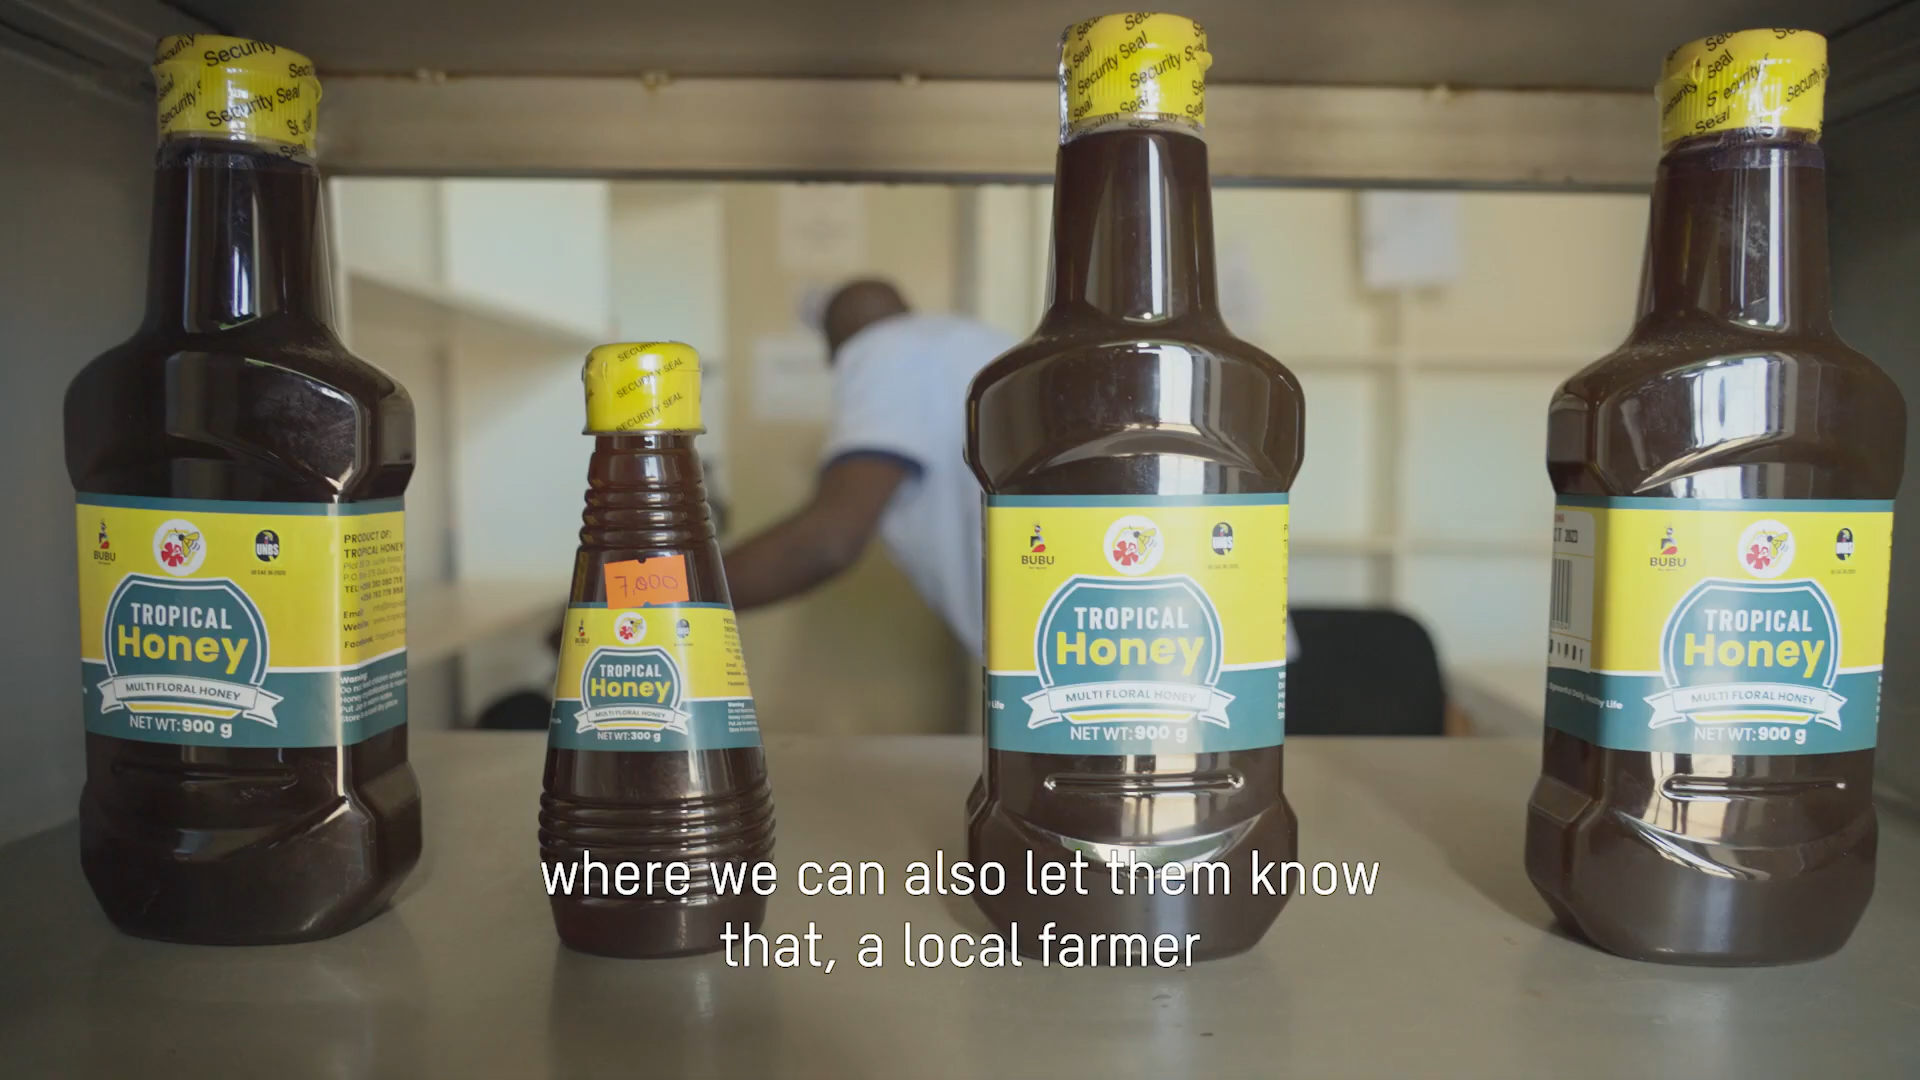 Security Seal
BUBU
UNBS
PRODUCT OF:
TROPICAL HONEY
TROPICAL
Honey
MULTI FLORAL HONEY
NET WT: 900 g
SECURITY SEAL
SECURITY SEAL
7,000
TROPICAL
Honey
MULTI FLORAL HONEY
NET WT: 300 g
Security Seal
BUBU
TROPICAL
Honey
MULTI FLORAL HONEY
NET WT: 900 g
Security Seal
BUBU
TROPICAL
Honey
MULTI FLORAL HONEY
NET WT: 900 g
where we can also let them know
that, a local farmer